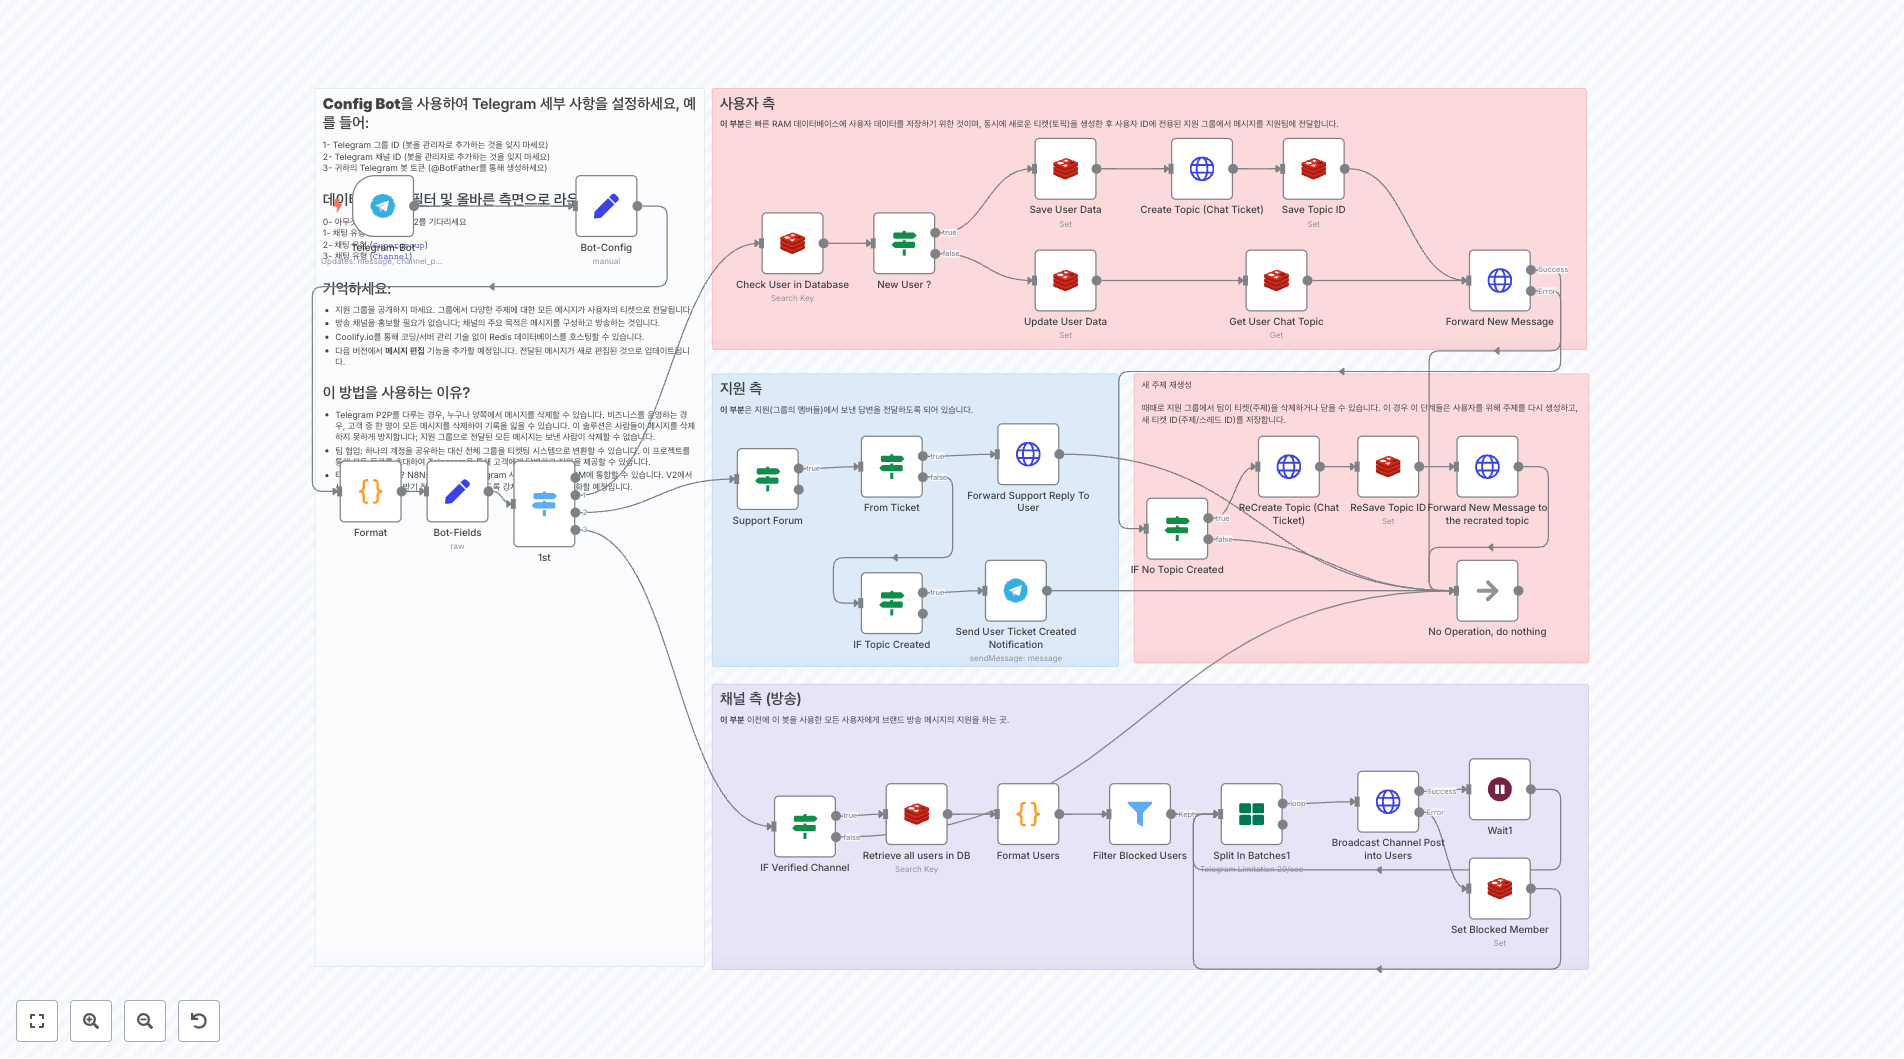 Config Bot을 사용하여 Telegram 세부 사항을 설정하세요, 예
를 들어:
1- Telegram 그룹 ID (봇을 관리자로 추가하는 것을 잊지 마세요)
2- Telegram 채널 ID (봇을 관리자로 추가하는 것을 잊지 마세요)
3- 귀하의 Telegram 봇 토큰 (@BotFather를 통해 생성하세요)
필터 및 올바른 측면으로
2를 기다리세요
1- 채팅 유형
2- 채팅 유형 (Supergroup)
3- 채팅 유형 (Channel)
Telegram-Bot
Updates: message, channel_p...
Bot-Config
manual
기억하세요:
지원 그룹을 공개하지 마세요. 그룹에서 다양한 주제에 대한 모든 메시지가 사용자의 티켓으로 전달됩니다.
방송 채널을 홍보할 필요가 없습니다; 채널의 주요 목적은 메시지를 구성하고 방송하는 것입니다.
Coolify.io를 통해 코딩/서버 관리 기술 없이 Redis 데이터베이스를 호스팅할 수 있습니다.
다음 버전에서 메시지 편집 기능을 추가할 예정입니다. 전달된 메시지가 새로 편집된 것으로 업데이트됩니
다.
이 방법을 사용하는 이유?
Telegram P2P를 다루는 경우, 누구나 양쪽에서 메시지를 삭제할 수 있습니다. 비즈니스를 운영하는 경
우, 고객 중 한 명이 모든 메시지를 삭제하여 기록을 잃을 수 있습니다. 이 솔루션은 사람들이 메시지를 삭제
하지 못하게 방지합니다; 지원 그룹으로 전달된 모든 메시지는 보낸 사람이 삭제할 수 없습니다.
팀 협업: 하나의 계정을 공유하는 대신 전체 그룹을 티켓팅 시스템으로 변환할 수 있습니다. 이 프로젝트를
제공할 수 있습니다.
N8N 통합할 수 있습니다. V2에서
예정입니다.
Format
Bot-Fields
raw
1st
1
2
3
사용자 측
이 부분은 빠른 RAM 데이터베이스에 사용자 데이터를 저장하기 위한 것이며, 동시에 새로운 티켓(토픽)을 생성한 후 사용자 ID에 전용된 지원 그룹에서 메시지를 지원팀에 전달합니다.
Check User in Database
Search Key
New User ?
true
false
Save User Data
Set
Create Topic (Chat Ticket)
Save Topic ID
Set
Update User Data
Set
Get User Chat Topic
Get
Forward New Message
Success
Error
지원 측
이 부분은 지원(그룹의 멤버들)에서 보낸 답변을 전달하도록 되어 있습니다.
Support Forum
true
From Ticket
true
false
Forward Support Reply To
User
IF Topic Created
true
Send User Ticket Created
Notification
sendMessage: message
새 주제 재생성
때때로 지원 그룹에서 팀이 티켓(주제)을 삭제하거나 닫을 수 있습니다. 이 경우 이 단계들은 사용자를 위해 주제를 다시 생성하고,
새 티켓 ID(주제/스레드 ID)를 저장합니다.
IF No Topic Created
true
false
ReCreate Topic (Chat
Ticket)
ReSave Topic ID
Set
Forward New Message to
the recrated topic
No Operation, do nothing
채널 측 (방송)
이 부분 이전에 이 봇을 사용한 모든 사용자에게 브랜드 방송 메시지의 지원을 하는 곳.
IF Verified Channel
true
false
Retrieve all users in DB
Search Key
Format Users
Filter Blocked Users
Kept
Split In Batches1
Telegram Limitation 29/sec
loop
Broadcast Channel Post
into Users
Success
Error
Wait1
Set Blocked Member
Set